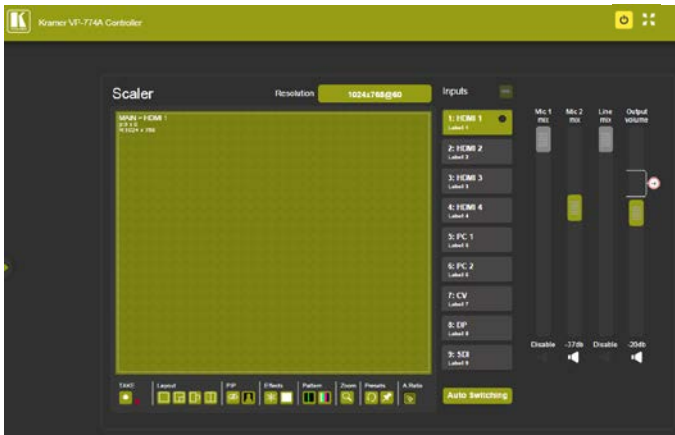 K
Kramer VP-774A Controller
Scaler
Resolution
1024x768@60
MAIN - HDMI 1
Inputs
1: HDMI 1
Label 1
2: HDMI 2
Label 2
3: HDMI 3
Label 3
4: HDMI 4
Label 4
5: PC 1
Label 5
6: PC 2
Label 6
7: CV
Label 7
8: DP
Label 8
9: SDI
Label 9
Auto Switching
Mic 1 mix
Mic 2 mix
Line mix
Output volume
Disable
-37db
Disable
-20db
TAKE
Layout
PIP
Effects
Pattern
Zoom
Presets
A.Ratio